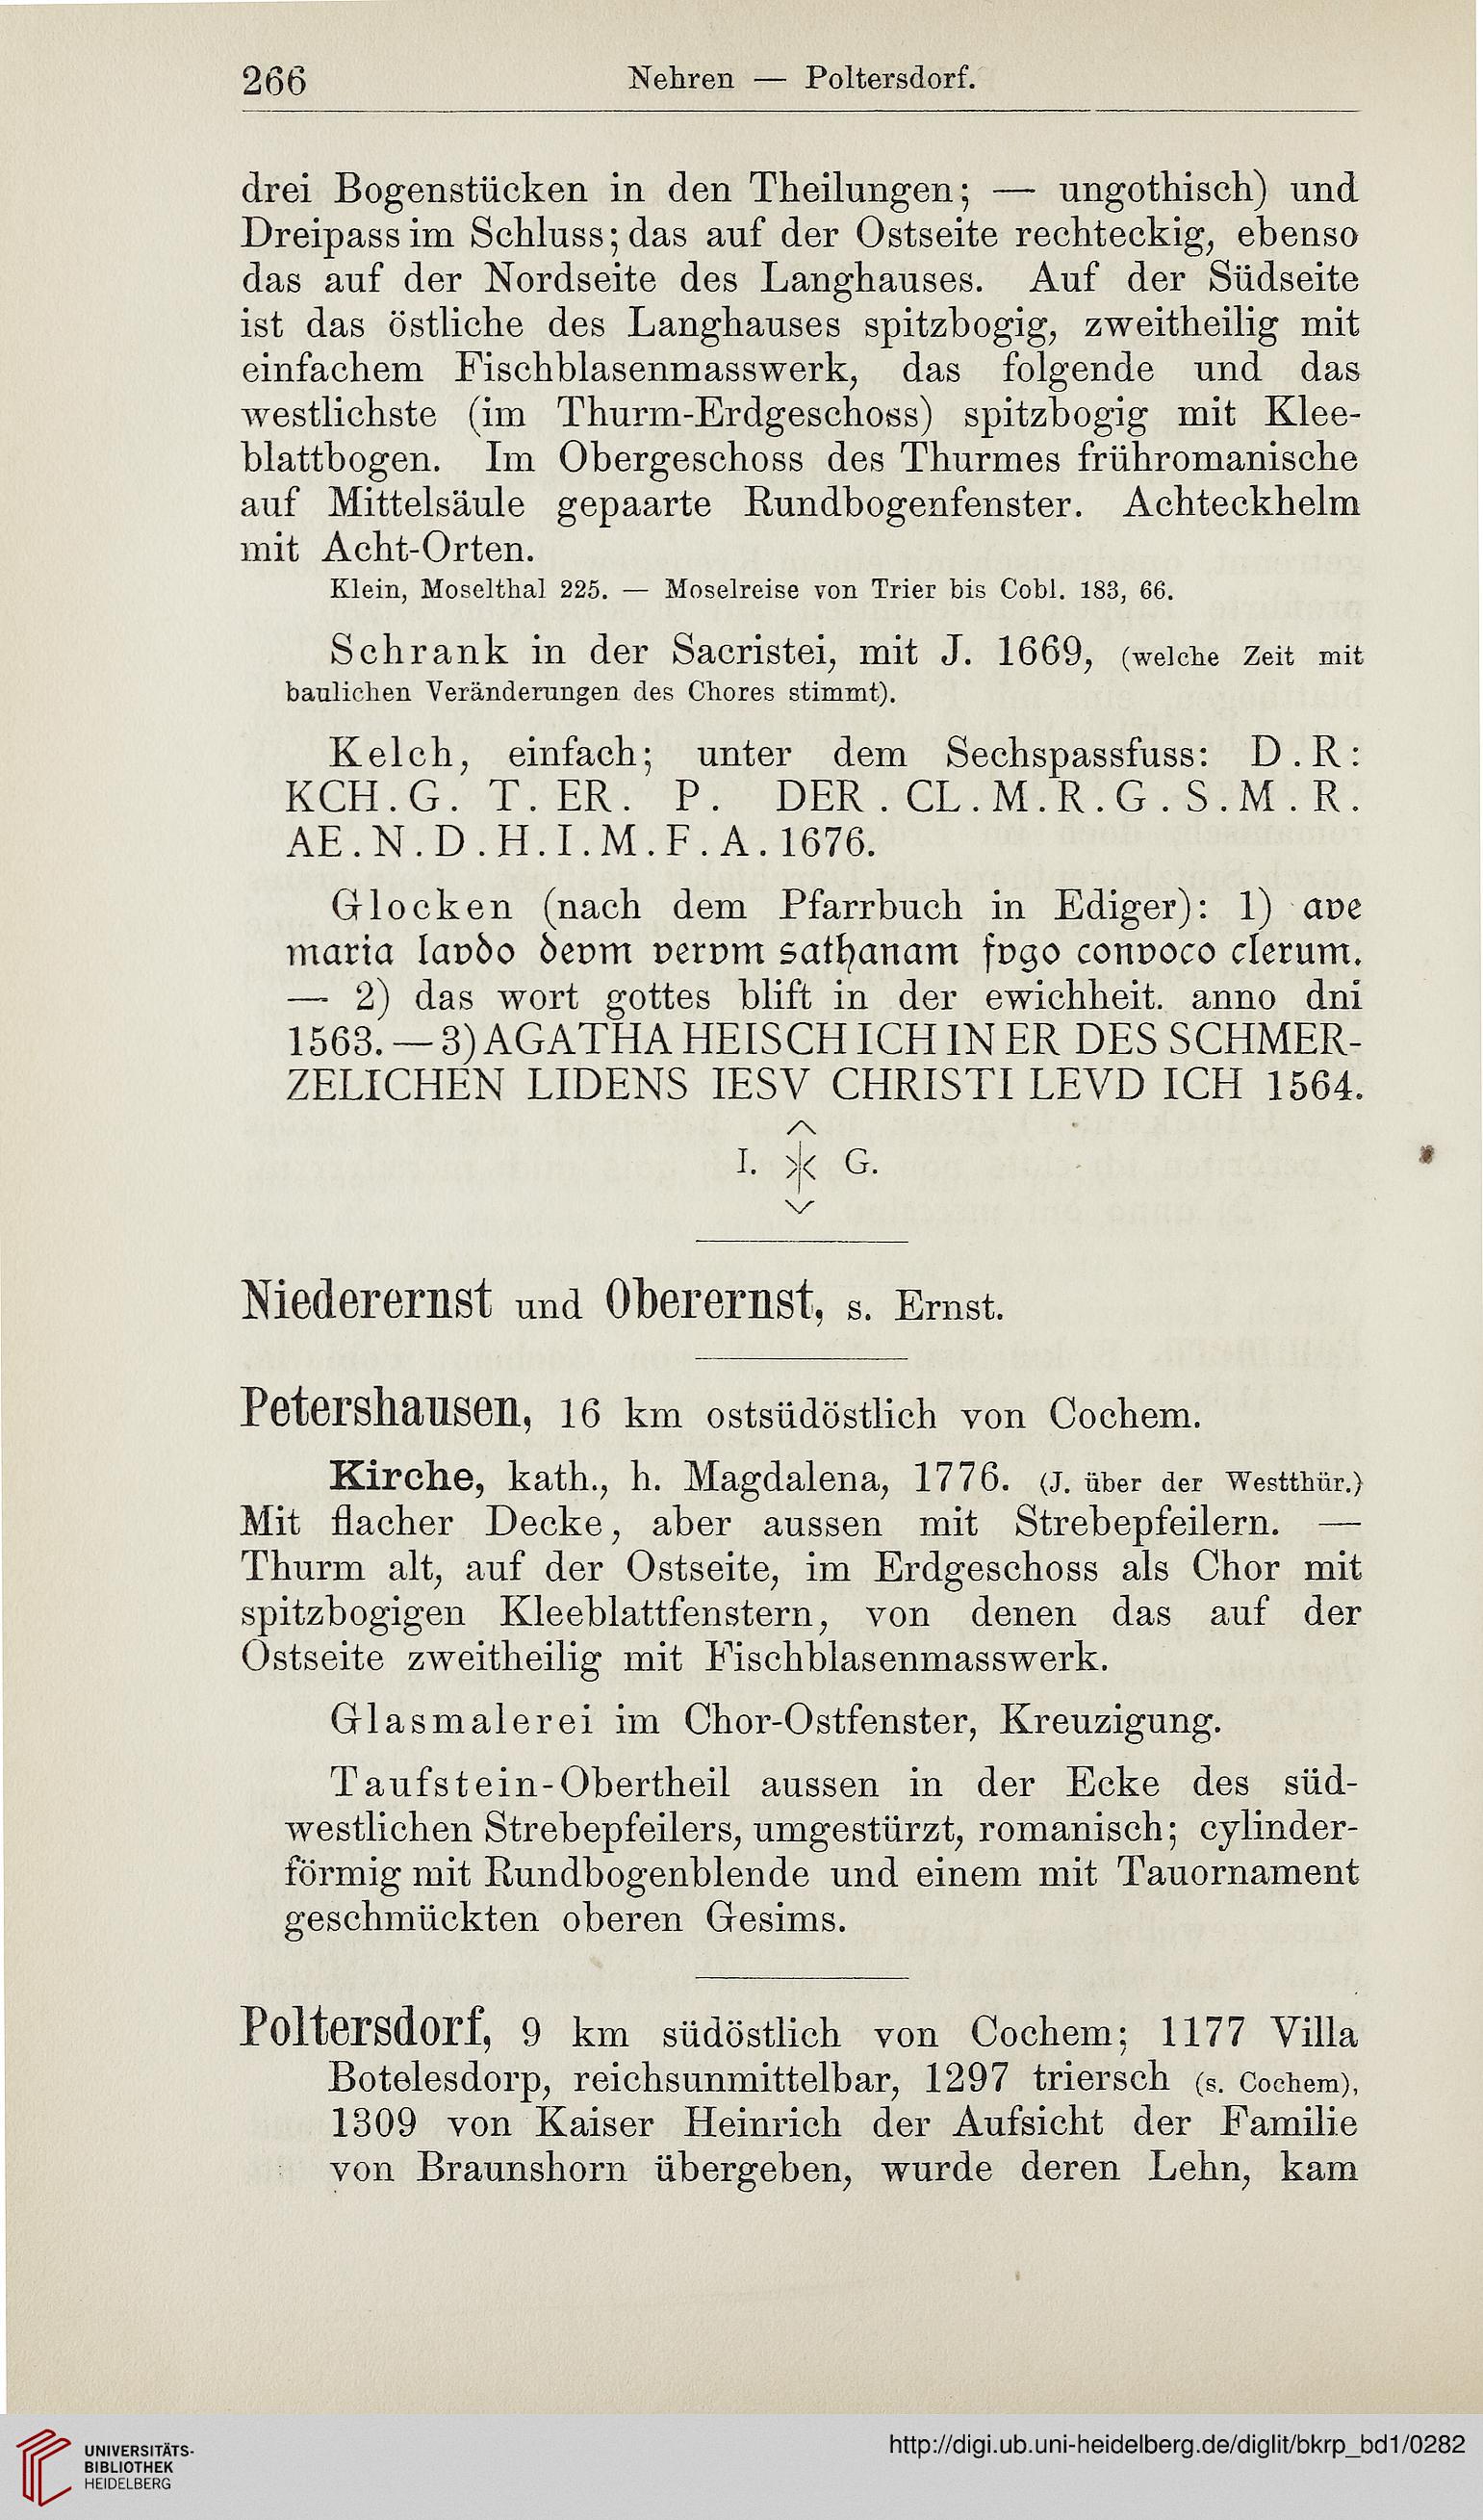 266 Nehren — Poltersdorf.
drei Bogenstücken in den Theilungen; — ungothisch) und
Dreipass im Schluss; das auf der Ostseite rechteckig, ebenso
das auf der Nordseite des Langhauses. Auf der Südseite
ist das östliche des Langhauses spitzbogig, zweitheilig mit
einfachem Fischblasenmasswerk, das folgende und das
westlichste (im Thurm-Erdgeschoss) spitzbogig mit Klee-
blattbogen. Im Obergeschoss des Thurmes frühromanische
auf Mittelsäule gepaarte Rundbogenfenster. Achteckhelm
mit Acht-Orten.
Klein, Moselthal 225. — Moselreise von Trier bis Cobl. 183, 66.
Schrank in der Sacristei, mit J. 1669, (welche Zeit mit
baulichen Veränderungen des Chores stimmt).
Kelch, einfach; unter dem Sechspassfuss: D.R:
KCH.G. T.ER. P. DER.CL.M.R.G.S.M.R.
AE.N.D.H.I.M.F.A.1676.
Glocken (nach dem Pfarrbuch in Ediger): 1) ave
maria lavdo devm vervm sathanam fvgo convoco clerum.
— 2) das wort gottes blift in der ewichheit. anno dni
1563. — 3) AGATHA HEISCH ICH IN ER DES SCHMER-
ZELICHEN LIDENS IESV CHRISTI LEVD ICH 1564.
I. G.
Niederernst und Oberernst, s. Ernst.
Petershausen, 16 km ostsüdöstlich von Cochem.
Kirche, kath., h. Magdalena, 1776. (J. über der Westthür.)
Mit flacher Decke, aber aussen mit Strebepfeilern. —
Thurm alt, auf der Ostseite, im Erdgeschoss als Chor mit
spitzbogigen Kleeblattfenstern, von denen das auf der
Ostseite zweitheilig mit Fischblasenmasswerk.
Glasmalerei im Chor-Ostfenster, Kreuzigung.
Taufstein-Obertheil aussen in der Ecke des süd-
westlichen Strebepfeilers, umgestürzt, romanisch; cylinder-
förmig mit Rundbogenblende und einem mit Tauornament
geschmückten oberen Gesims.
Poltersdorf, 9 km südöstlich von Cochem; 1177 Villa
Botelesdorp, reichsunmittelbar, 1297 triersch (s. Cochem),
1309 von Kaiser Heinrich der Aufsicht der Familie
von Braunshorn übergeben, wurde deren Lehn, kam
UNIVERSITÄTS-
BIBLIOTHEK
HEIDELBERG
http://digi.ub.uni-heidelberg.de/diglit/bkrp_bd1/0282